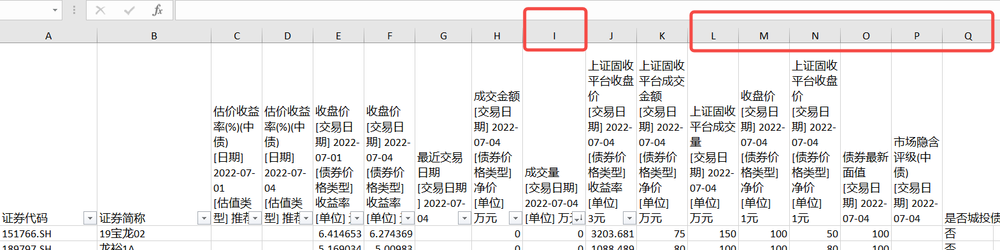 fx
A B C D E F G H I J K L M N O P Q
证券代码
证券简称
估价收益
率(%)(中
债)
[日期]
2022-07-
01
[估值类
型] 推荐
估价收益
率(%)(中
债)
[日期]
2022-07-
04
[估值类
型] 推荐
收盘价
[交易日
期] 2022-
07-01
[债券价
格类型]
收益率
[单位]
收盘价
[交易日
期] 2022-
07-04
[债券价
格类型]
收益率
[单位]
最近交易
日期
[交易日期
] 2022-07-
04
成交金额
[交易日
期] 2022-
07-04
[债券价
格类型]
净价
[单位]
万元
成交量
[交易日期]
2022-07-04
[单位] 万
上证固收
平台收盘
价
[交易日
期] 2022-
07-04
[债券价
格类型]
收益率
[单位]
3元
上证固收
平台成交
金额
[交易日
期] 2022-
07-04
[债券价
格类型]
净价
[单位]
万元
上证固收
平台成交
量
[交易日
期] 2022-
07-04
[单位]
万元
收盘价
[交易日
期] 2022-
07-04
[债券价
格类型]
净价
[单位]
1元
上证固收
平台收盘
价
[交易日
期] 2022-
07-04
[债券价
格类型]
净价
[单位]
1元
债券最新
面值
[交易日
期] 2022-
07-04
市场隐含
评级(中
债)
[交易日
期] 2022-
07-04
是否城投债
151766.SH 19宝龙02 6.414653 6.274369 0 0 3203.681 75 150 100 50 100 否
189797.SH 龙裕1A 5.169034 5.00983 0 0 1088.489 80 100 100 80 100 否